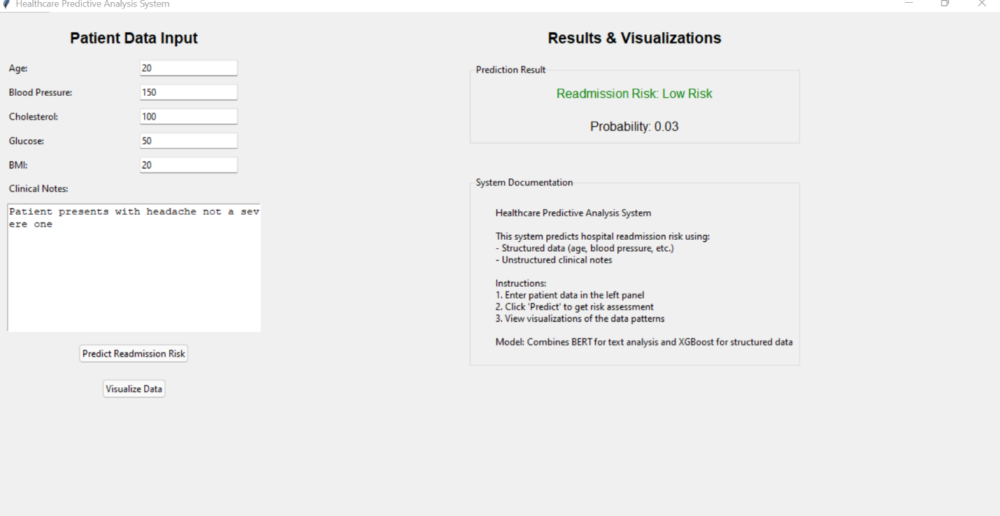 Healthcare Predictive Analysis System
Patient Data Input
Age:
20
Blood Pressure:
150
Cholesterol:
100
Glucose:
50
BMI:
20
Clinical Notes:
Patient presents with headache not a sev
ere one
Predict Readmission Risk
Visualize Data
Results & Visualizations
Prediction Result
Readmission Risk: Low Risk
Probability: 0.03
System Documentation
Healthcare Predictive Analysis System
This system predicts hospital readmission risk using:
- Structured data (age, blood pressure, etc.)
- Unstructured clinical notes
Instructions:
1. Enter patient data in the left panel
2. Click 'Predict' to get risk assessment
3. View visualizations of the data patterns
Model: Combines BERT for text analysis and XGBoost for structured data